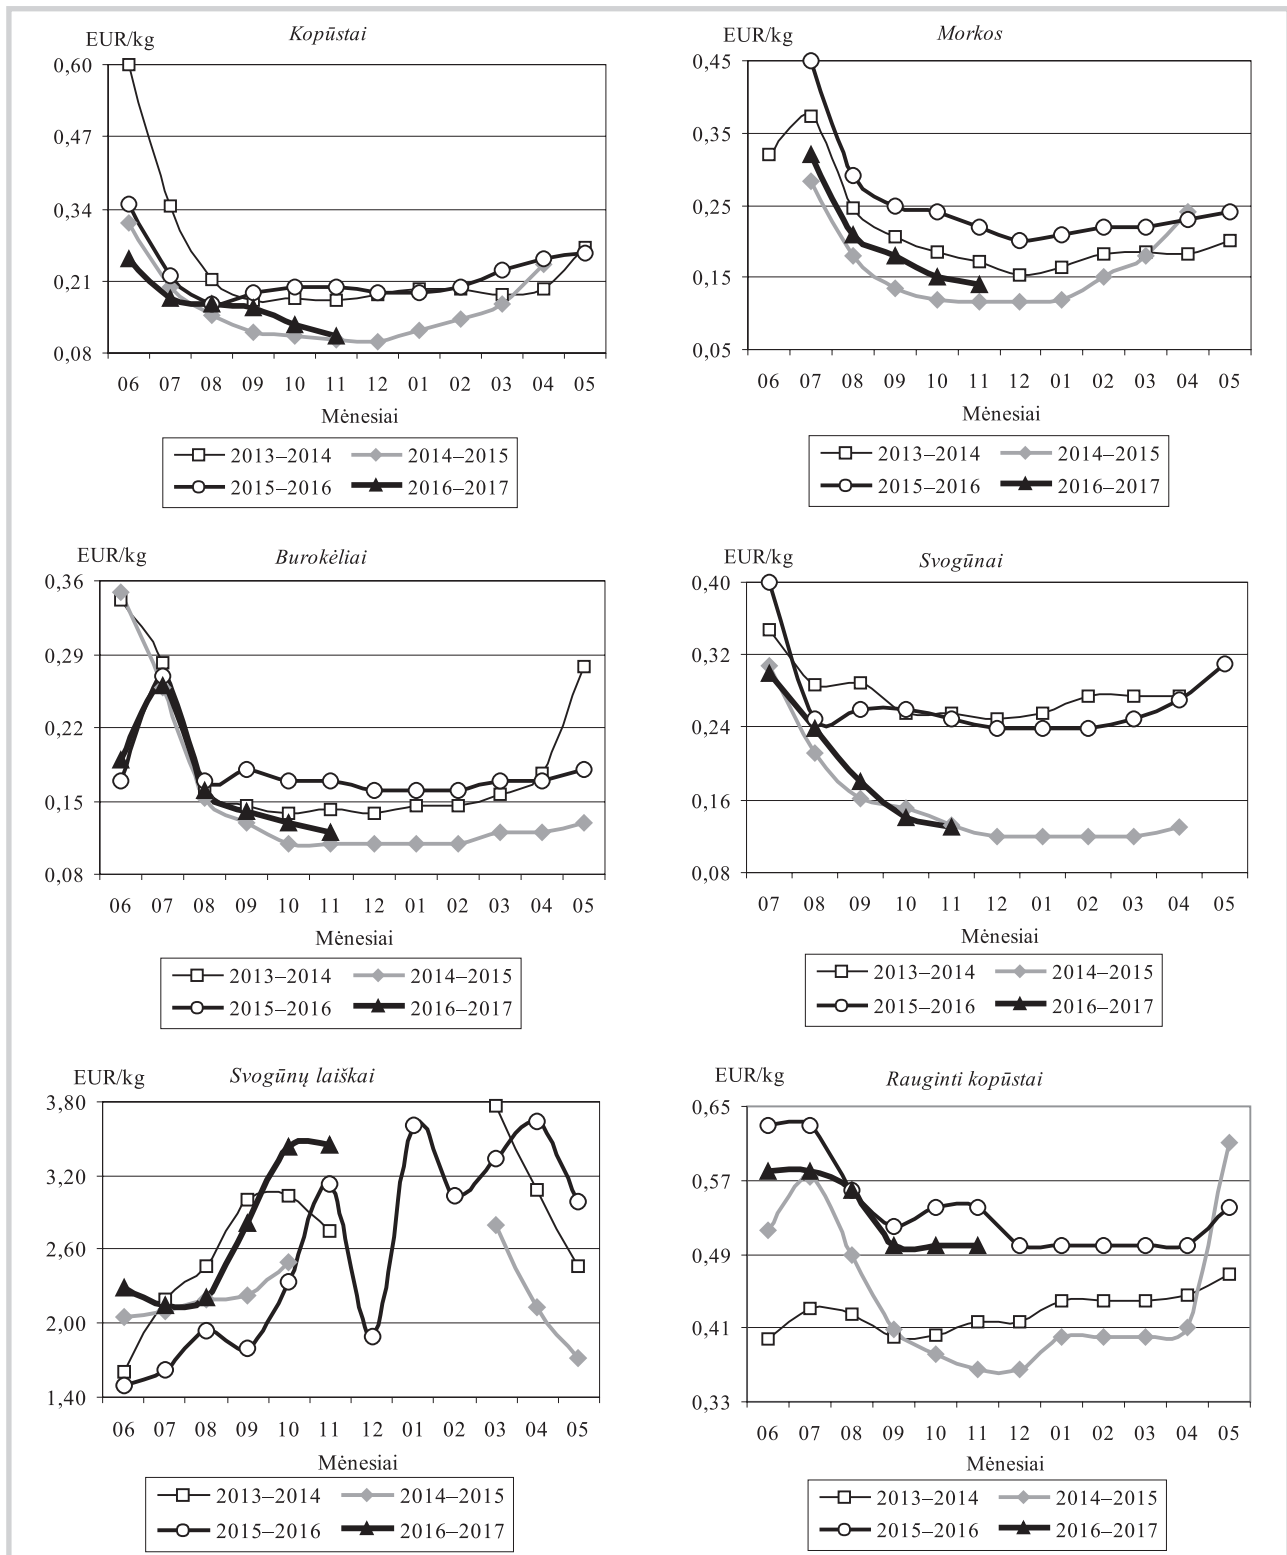 Kopūstai
EUR/kg
0,60
0,47
0,34
0,21
0,08
06 07 08 09 10 11 12 01 02 03 04 05
Mėnesiai
2013–2014 2014–2015
2015–2016 2016–2017
Morkos
EUR/kg
0,45
0,35
0,25
0,15
0,05
06 07 08 09 10 11 12 01 02 03 04 05
Mėnesiai
2013–2014 2014–2015
2015–2016 2016–2017
Burokėliai
EUR/kg
0,36
0,29
0,22
0,15
0,08
06 07 08 09 10 11 12 01 02 03 04 05
Mėnesiai
2013–2014 2014–2015
2015–2016 2016–2017
Svogūnai
EUR/kg
0,40
0,32
0,24
0,16
0,08
07 08 09 10 11 12 01 02 03 04 05
Mėnesiai
2013–2014 2014–2015
2015–2016 2016–2017
Svogūnų laiškai
EUR/kg
3,80
3,20
2,60
2,00
1,40
06 07 08 09 10 11 12 01 02 03 04 05
Mėnesiai
2013–2014 2014–2015
2015–2016 2016–2017
Rauginti kopūstai
EUR/kg
0,65
0,57
0,49
0,41
0,33
06 07 08 09 10 11 12 01 02 03 04 05
Mėnesiai
2013–2014 2014–2015
2015–2016 2016–2017